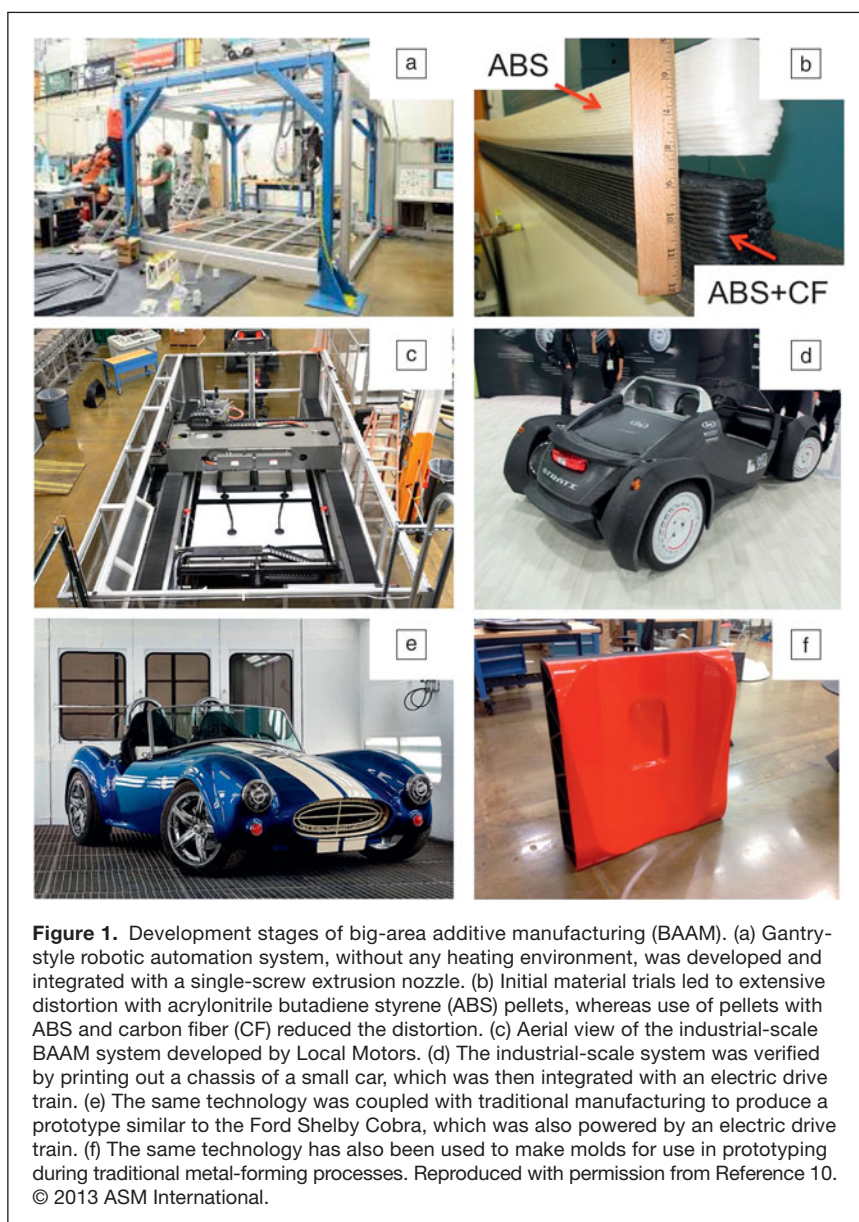 a
b
ABS
ABS+CF
c
d
STRATI
e
f
Figure 1. Development stages of big-area additive manufacturing (BAAM). (a) Gantry-
style robotic automation system, without any heating environment, was developed and
integrated with a single-screw extrusion nozzle. (b) Initial material trials led to extensive
distortion with acrylonitrile butadiene styrene (ABS) pellets, whereas use of pellets with
ABS and carbon fiber (CF) reduced the distortion. (c) Aerial view of the industrial-scale
BAAM system developed by Local Motors. (d) The industrial-scale system was verified
by printing out a chassis of a small car, which was then integrated with an electric drive
train. (e) The same technology was coupled with traditional manufacturing to produce a
prototype similar to the Ford Shelby Cobra, which was also powered by an electric drive
train. (f) The same technology has also been used to make molds for use in prototyping
during traditional metal-forming processes. Reproduced with permission from Reference 10.
© 2013 ASM International.